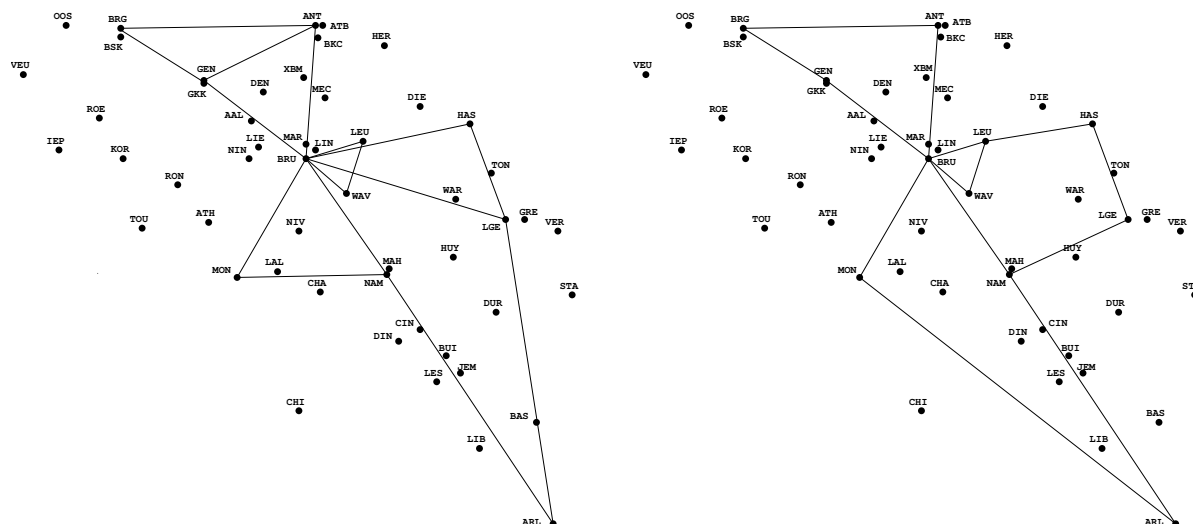 OOS
BRG
ANT
ATB
BSK
BKC
HER
VEU
GEN
XBM
GKK
DEN
MEC
DIE
ROE
AAL
HAS
IEP
KOR
LIE
MAR
LIN
LEU
NIN
BRU
TON
RON
WAV
WAR
TOU
ATH
NIV
LGE
GRE
VER
HUY
MON
LAL
MAH
NAM
CHA
STA
DUR
CIN
DIN
BUI
JEM
LES
CHI
BAS
LIB
ARL
OOS
BRG
ANT
ATB
BSK
BKC
HER
VEU
GEN
XBM
GKK
DEN
MEC
DIE
ROE
AAL
HAS
IEP
KOR
LIE
MAR
LIN
LEU
NIN
BRU
TON
RON
WAV
WAR
TOU
ATH
NIV
LGE
GRE
VER
HUY
MON
LAL
MAH
NAM
CHA
DUR
CIN
DIN
BUI
JEM
LES
CHI
BAS
LIB
ARL